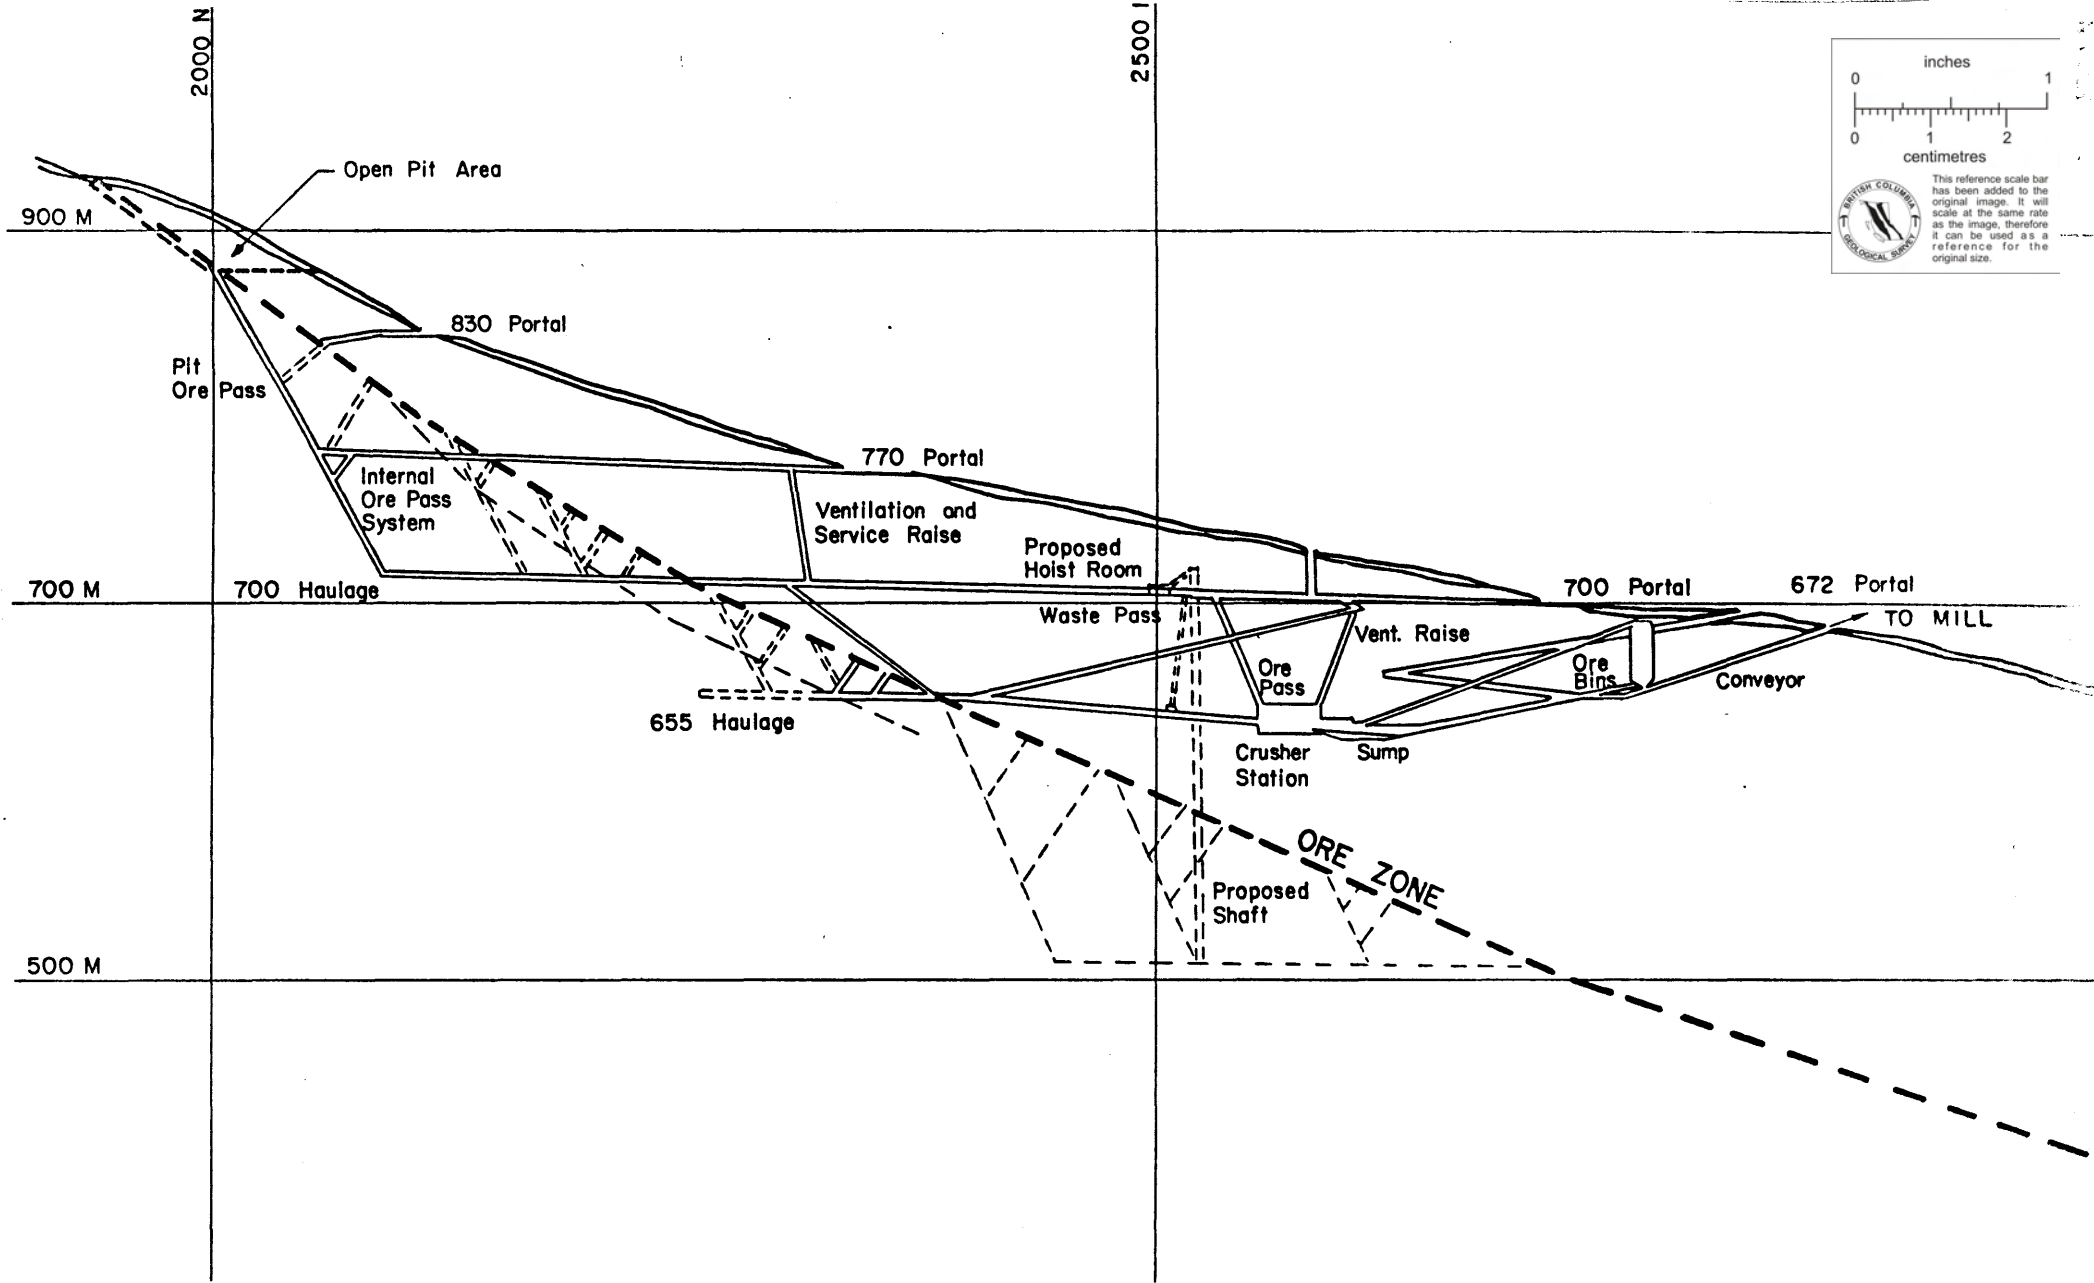 2000 N
2500
inches
0 1
0 1 2
centimetres
BRITISH COLUMBIA
GEOLOGICAL SURVEY
This reference scale bar
has been added to the
original image. It will
scale at the same rate
as the image, therefore
it can be used as a
reference for the
original size.
Open Pit Area
900 M
830 Portal
Pit
Ore Pass
770 Portal
Internal
Ore Pass
System
Ventilation and
Service Raise
Proposed
Hoist Room
700 M
700 Haulage
700 Portal
672 Portal
Waste Pass
TO MILL
Vent. Raise
Ore
Pass
Ore
Bins
Conveyor
655 Haulage
Crusher
Station
Sump
ORE ZONE
Proposed
Shaft
500 M